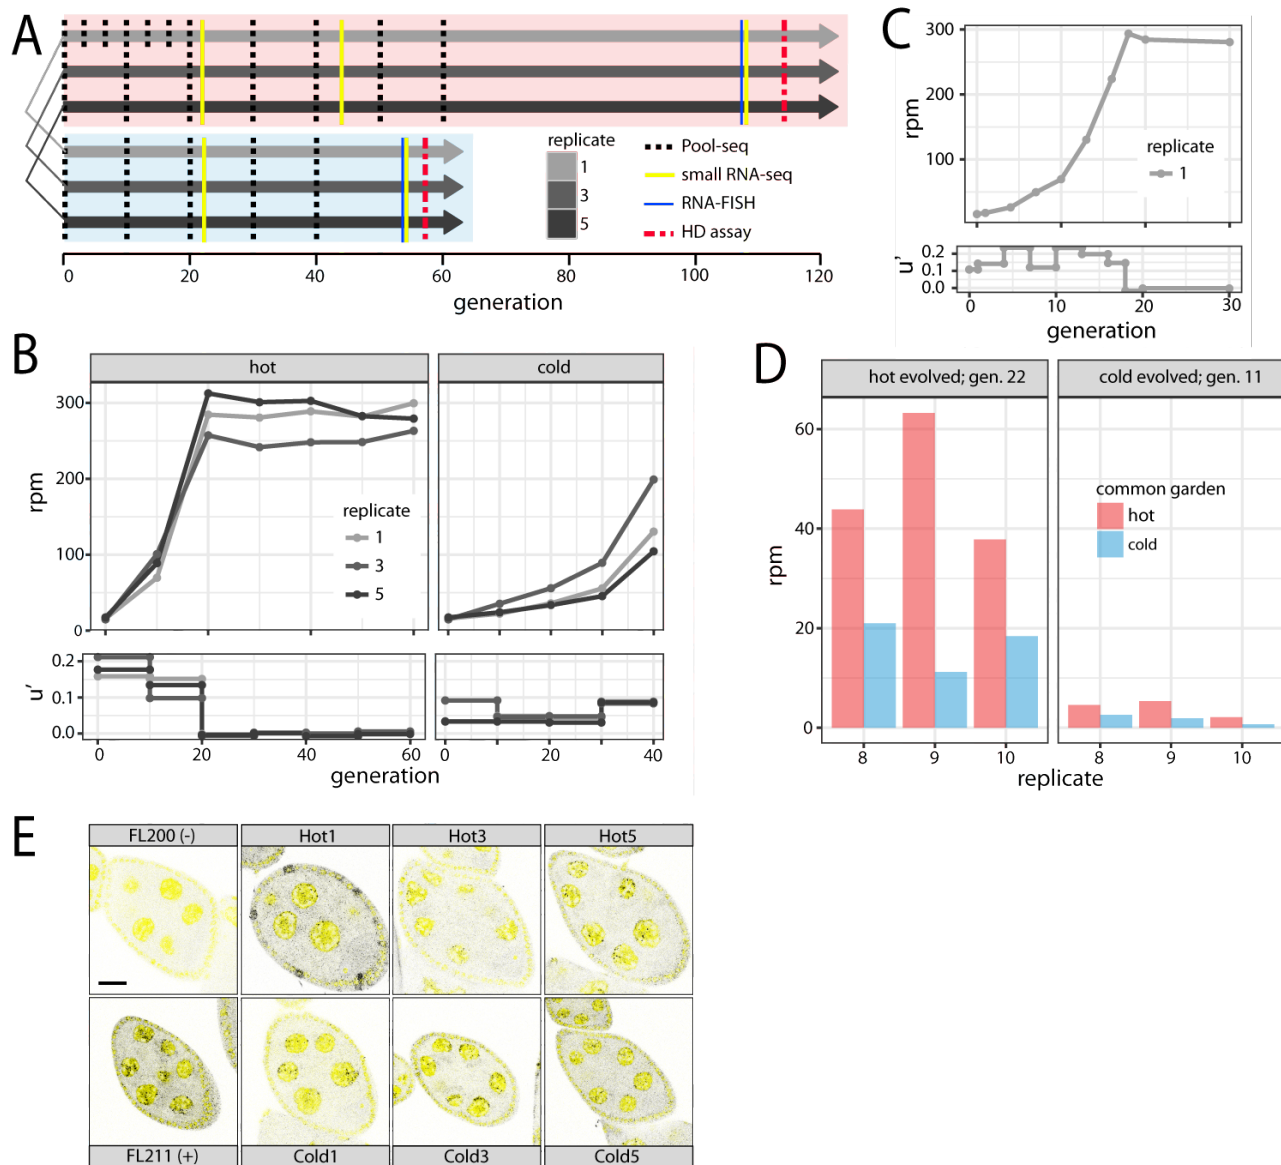 A
replicate
1
3
5
Pool-seq
small RNA-seq
RNA-FISH
HD assay
0
20
40
60
80
100
120
generation
C
300
200
100
rpm
replicate
1
0.2
0.1
0.0
u'
0
10
20
30
generation
B
hot
cold
300
200
100
0
rpm
replicate
1
3
5
0.2
0.1
0.0
u'
0
20
40
60
0
20
40
generation
D
hot evolved; gen. 22
cold evolved; gen. 11
60
40
20
0
rpm
common garden
hot
cold
8
9
10
8
9
10
replicate
E
FL200 (-)
Hot1
Hot3
Hot5
FL211 (+)
Cold1
Cold3
Cold5